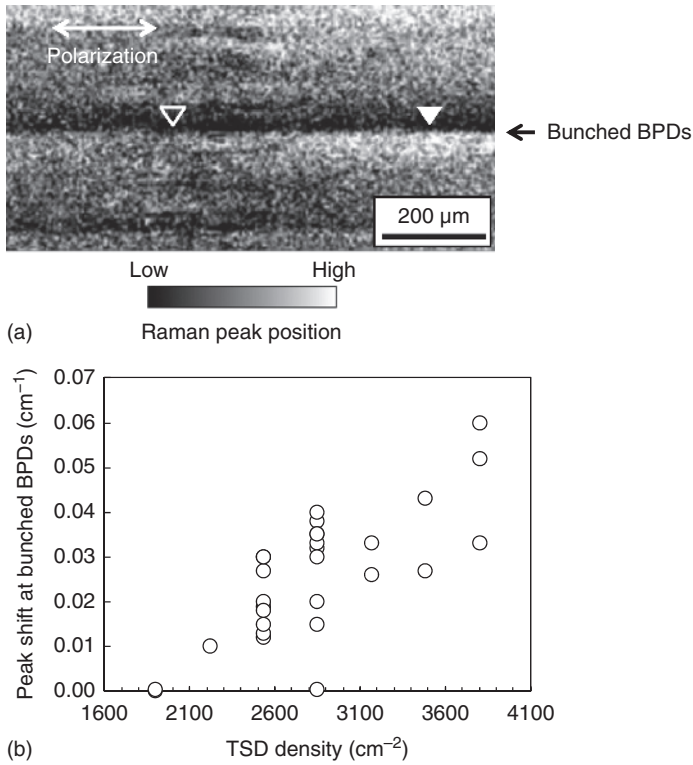 Polarization
Bunched BPDs
200 µm
Low High
Raman peak position
(a)
0.07
0.06
0.05
0.04
0.03
0.02
0.01
0.00
Peak shift at bunched BPDs (cm⁻¹)
1600 2100 2600 3100 3600 4100
TSD density (cm⁻²)
(b)